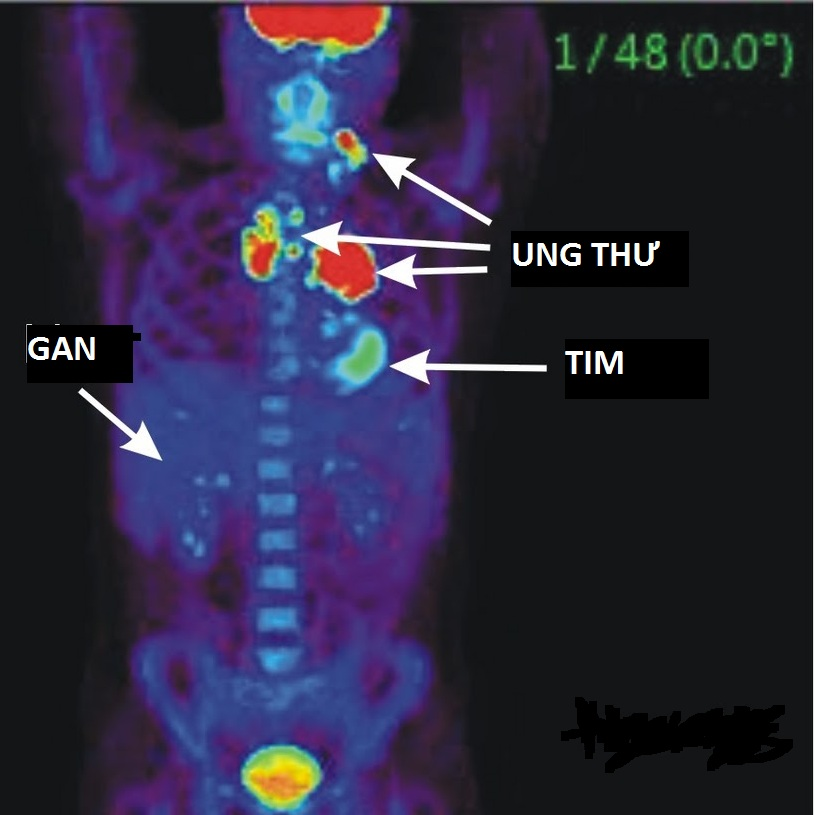 1 / 48 (0.0°)
UNG THƯ
GAN
TIM